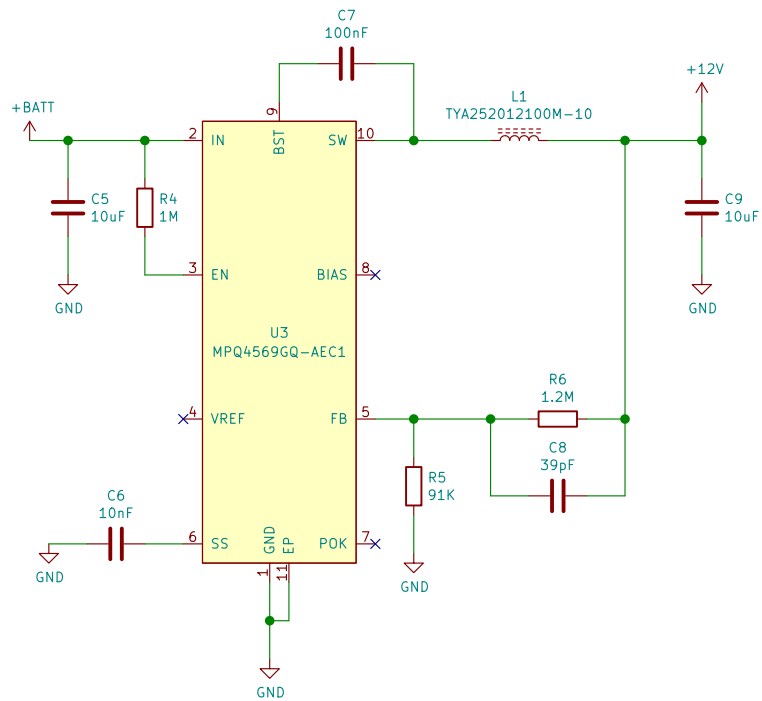 C7
100nF
+BATT
+12V
L1
TYA252012100M-10
2
IN
9
BST
SW
10
C5
10uF
R4
1M
C9
10uF
3
EN
BIAS
8
GND
GND
U3
MPQ4569GQ-AEC1
R6
1.2M
4
VREF
FB
5
C8
39pF
R5
91K
C6
10nF
6
SS
GND
EP
POK
7
GND
1
11
GND
GND